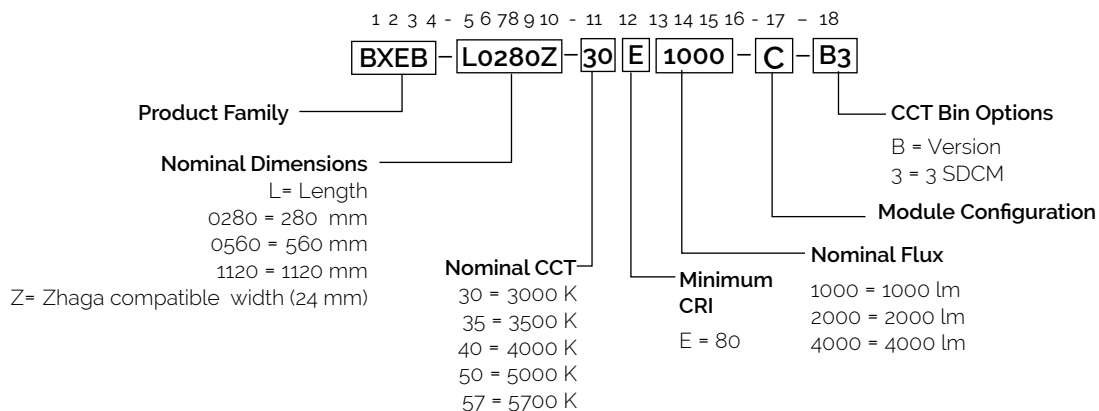 1 2 3 4 - 5 6 78 9 10 - 11 12 13 14 15 16 - 17 - 18
BXEB-L0280Z-30 E 1000-C-B3
Product Family
CCT Bin Options
B = Version
3 = 3 SDCM
Nominal Dimensions
L= Length
0280 = 280 mm
0560 = 560 mm
1120 = 1120 mm
Z= Zhaga compatible width (24 mm)
Module Configuration
Nominal CCT
30 = 3000 K
35 = 3500 K
40 = 4000 K
50 = 5000 K
57 = 5700 K
Minimum
CRI
E = 80
Nominal Flux
1000 = 1000 lm
2000 = 2000 lm
4000 = 4000 lm